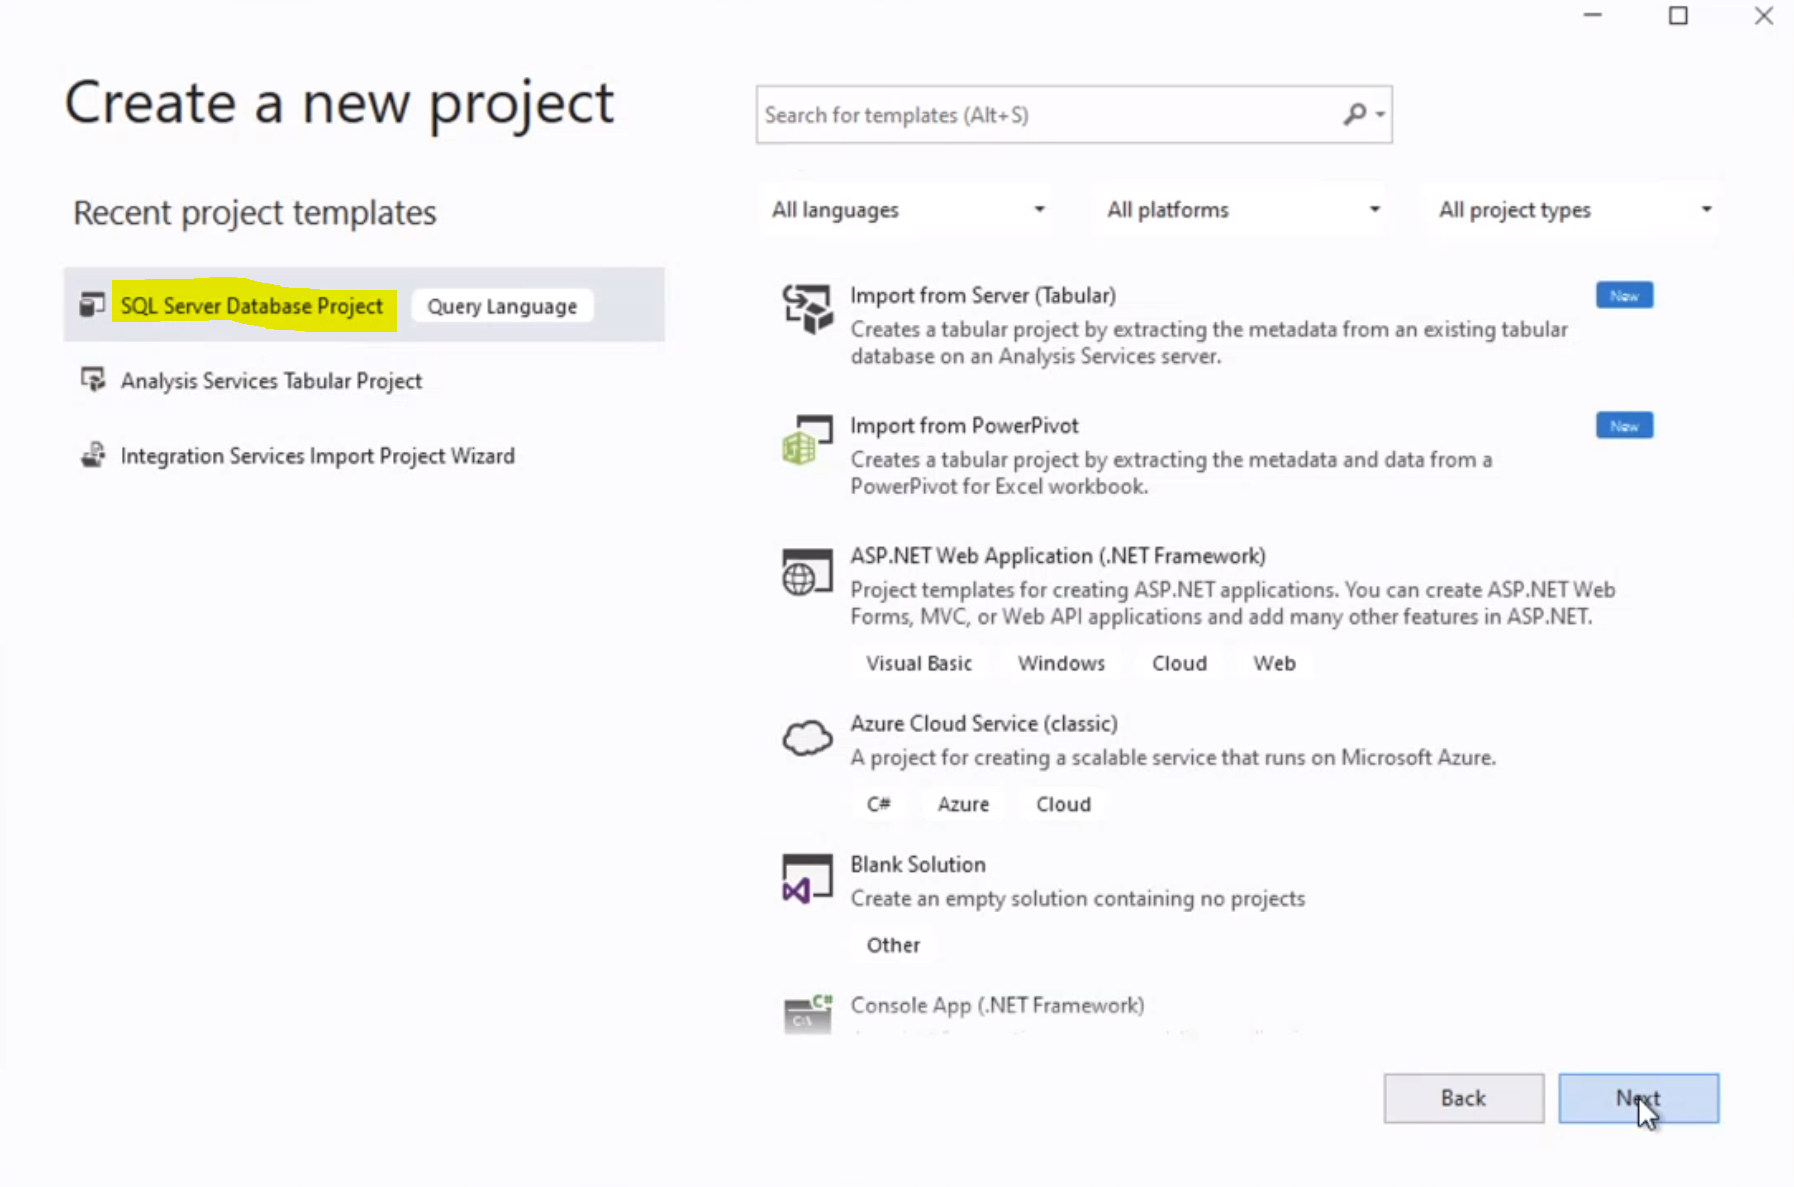 Create a new project
Search for templates (Alt+S)
Recent project templates
All languages
All platforms
All project types
SQL Server Database Project
Query Language
Analysis Services Tabular Project
Integration Services Import Project Wizard
Import from Server (Tabular)
New
Creates a tabular project by extracting the metadata from an existing tabular
database on an Analysis Services server.
Import from PowerPivot
New
Creates a tabular project by extracting the metadata and data from a
PowerPivot for Excel workbook.
ASP.NET Web Application (.NET Framework)
Project templates for creating ASP.NET applications. You can create ASP.NET Web
Forms, MVC, or Web API applications and add many other features in ASP.NET.
Visual Basic
Windows
Cloud
Web
Azure Cloud Service (classic)
A project for creating a scalable service that runs on Microsoft Azure.
C#
Azure
Cloud
Blank Solution
Create an empty solution containing no projects
Other
C#
C:\
Console App (.NET Framework)
Back
Next